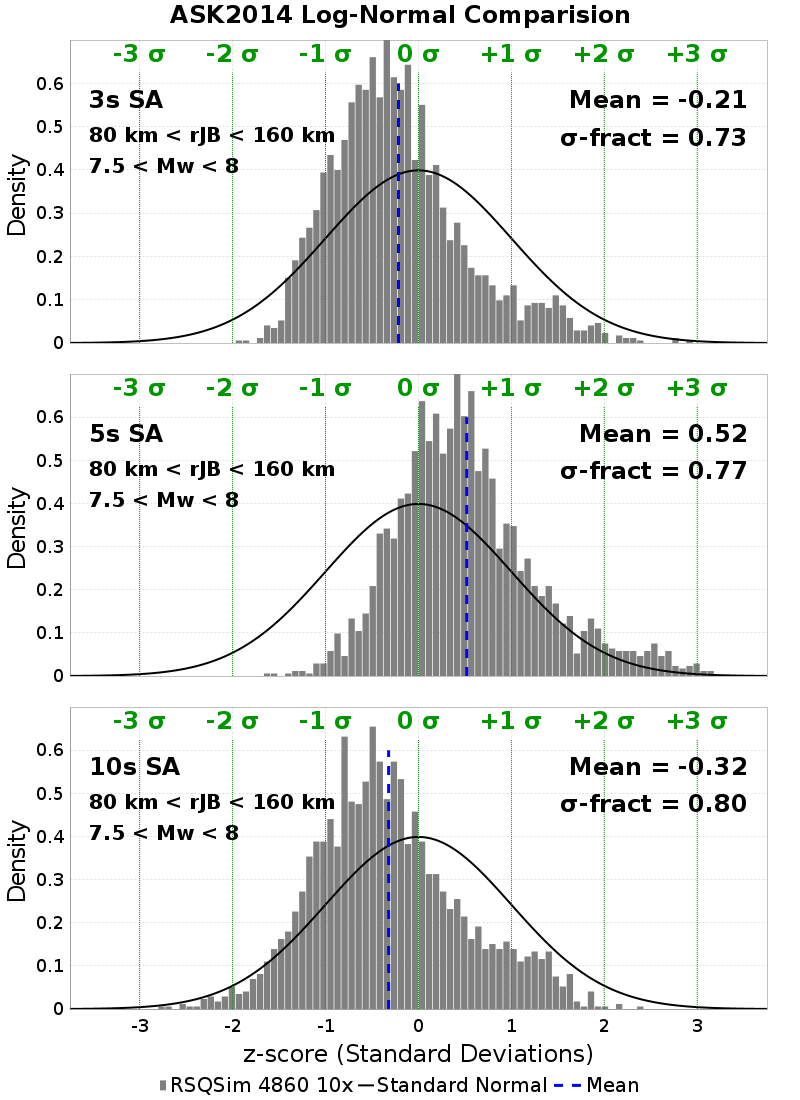 ASK2014 Log-Normal Comparision
-3 σ -2 σ -1 σ 0 σ +1 σ +2 σ +3 σ
3s SA
80 km < rJB < 160 km
7.5 < Mw < 8
Mean = -0.21
σ-fract = 0.73
Density
0.6
0.5
0.4
0.3
0.2
0.1
0
-3 σ -2 σ -1 σ 0 σ +1 σ +2 σ +3 σ
5s SA
80 km < rJB < 160 km
7.5 < Mw < 8
Mean = 0.52
σ-fract = 0.77
Density
0.6
0.5
0.4
0.3
0.2
0.1
0
-3 σ -2 σ -1 σ 0 σ +1 σ +2 σ +3 σ
10s SA
80 km < rJB < 160 km
7.5 < Mw < 8
Mean = -0.32
σ-fract = 0.80
Density
0.6
0.5
0.4
0.3
0.2
0.1
0
-3 -2 -1 0 1 2 3
z-score (Standard Deviations)
RSQSim 4860 10x Standard Normal Mean